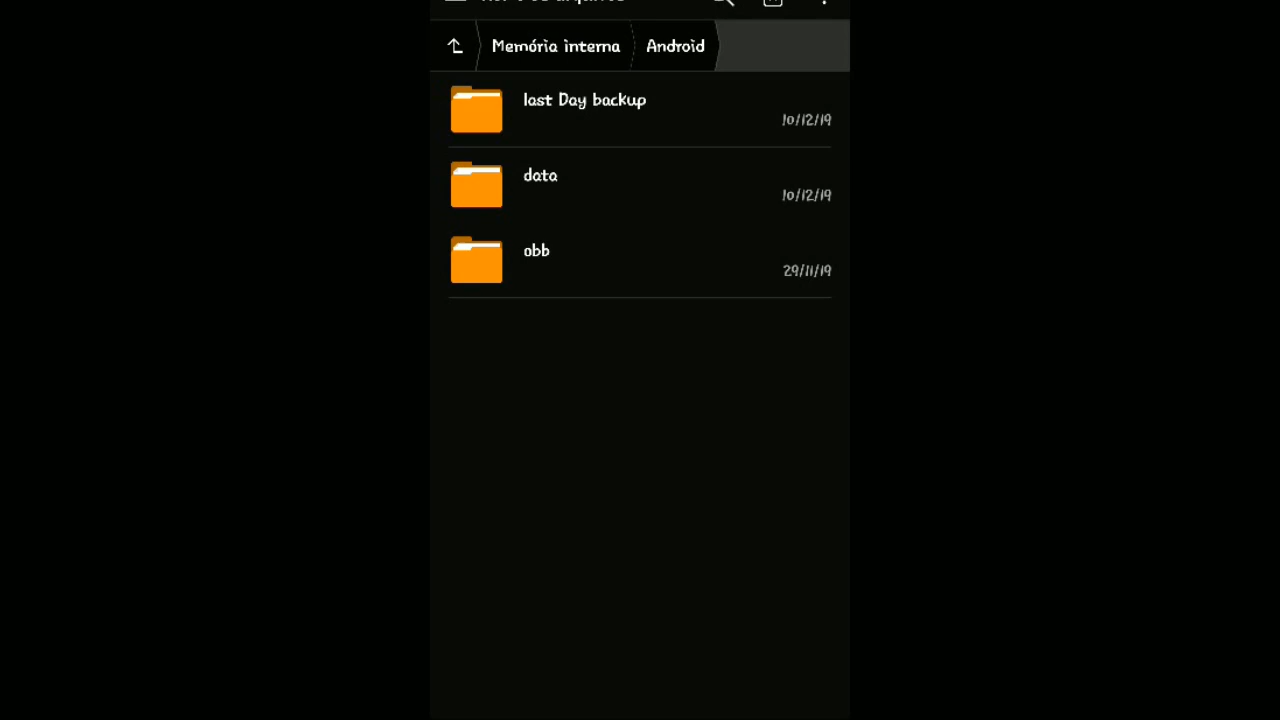 Memória interna
Android
last Day backup
10/12/19
data
10/12/19
obb
29/11/19